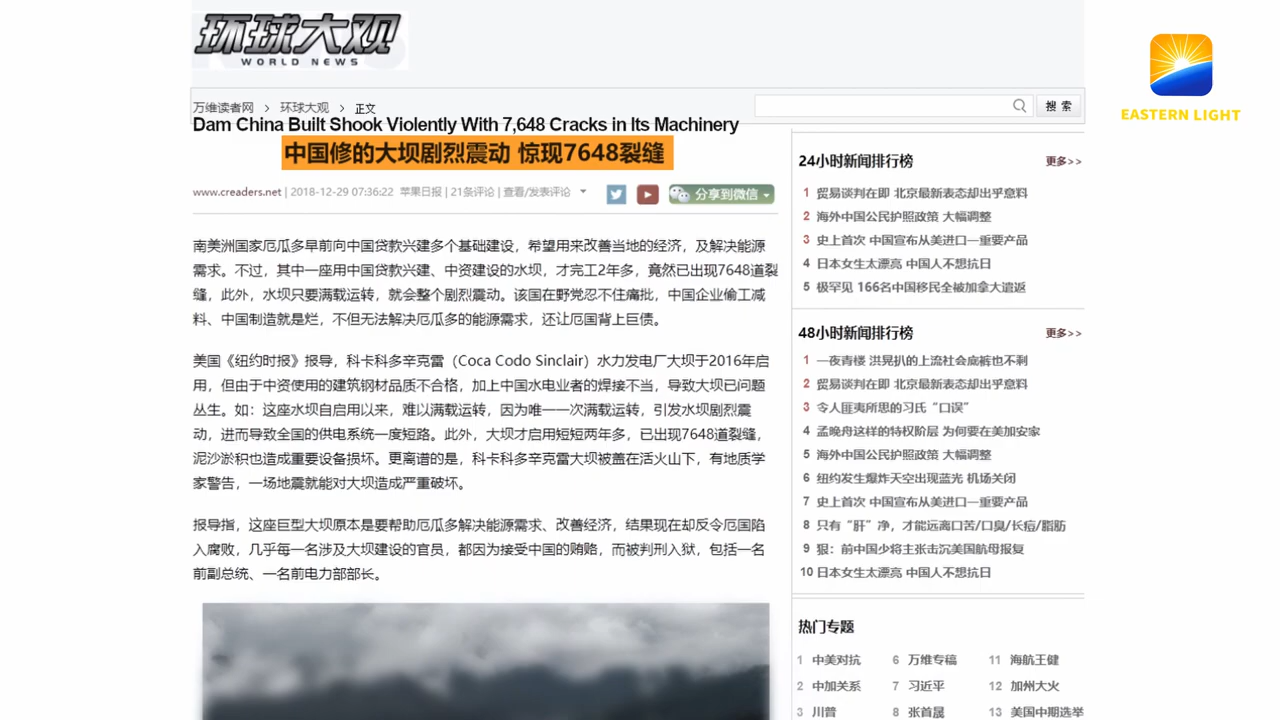 环球大观
WORLD NEWS
EASTERN LIGHT
万维读者网 > 环球大观 > 正文
搜 索
Dam China Built Shook Violently With 7,648 Cracks in Its Machinery
中国修的大坝剧烈震动 惊现7648裂缝
www.creaders.net | 2018-12-29 07:36:22 苹果日报 | 21条评论 | 查看/发表评论
分享到微信
南美洲国家厄瓜多早前向中国贷款兴建多个基础建设，希望用来改善当地的经济，及解决能源
需求。不过，其中一座用中国贷款兴建、中资建设的水坝，才完工2年多，竟然已出现7648道裂
缝，此外，水坝只要满载运转，就会整个剧烈震动。该国在野党忍不住痛批，中国企业偷工减
料、中国制造就是烂，不但无法解决厄瓜多的能源需求，还让厄国背上巨债。
美国《纽约时报》报导，科卡科多辛克雷（Coca Codo Sinclair）水力发电厂大坝于2016年启
用，但由于中资使用的建筑钢材品质不合格，加上中国水电业者的焊接不当，导致大坝已问题
丛生。如：这座水坝自启用以来，难以满载运转，因为唯一一次满载运转，引发水坝剧烈震
动，进而导致全国的供电系统一度短路。此外，大坝才启用短短两年多，已出现7648道裂缝，
泥沙淤积也造成重要设备损坏。更离谱的是，科卡科多辛克雷大坝被盖在活火山下，有地质学
家警告，一场地震就能对大坝造成严重破坏。
报导指，这座巨型大坝原本是要帮助厄瓜多解决能源需求、改善经济，结果现在却反令厄国陷
入腐败，几乎每一名涉及大坝建设的官员，都因为接受中国的贿赂，而被判刑入狱，包括一名
前副总统、一名前电力部部长。
24小时新闻排行榜 更多>>
1 贸易谈判在即 北京最新表态却出乎意料
2 海外中国公民护照政策 大幅调整
3 史上首次 中国宣布从美进口一重要产品
4 日本女生太漂亮 中国人不想抗日
5 极罕见 166名中国移民全被加拿大遣返
48小时新闻排行榜 更多>>
1 一夜青楼 洪晃扒的上流社会底裤也不剩
2 贸易谈判在即 北京最新表态却出乎意料
3 令人匪夷所思的习氏“口误”
4 孟晚舟这样的特权阶层 为何要在美加安家
5 海外中国公民护照政策 大幅调整
6 纽约发生爆炸天空出现蓝光 机场关闭
7 史上首次 中国宣布从美进口一重要产品
8 只有“肝”净，才能远离口苦/口臭/长痘/脂肪
9 狠：前中国少将主张击沉美国航母报复
10 日本女生太漂亮 中国人不想抗日
热门专题
1 中美对抗 6 万维专稿 11 海航王健
2 中加关系 7 习近平 12 加州大火
3 川普 8 张首晟 13 美国中期选举